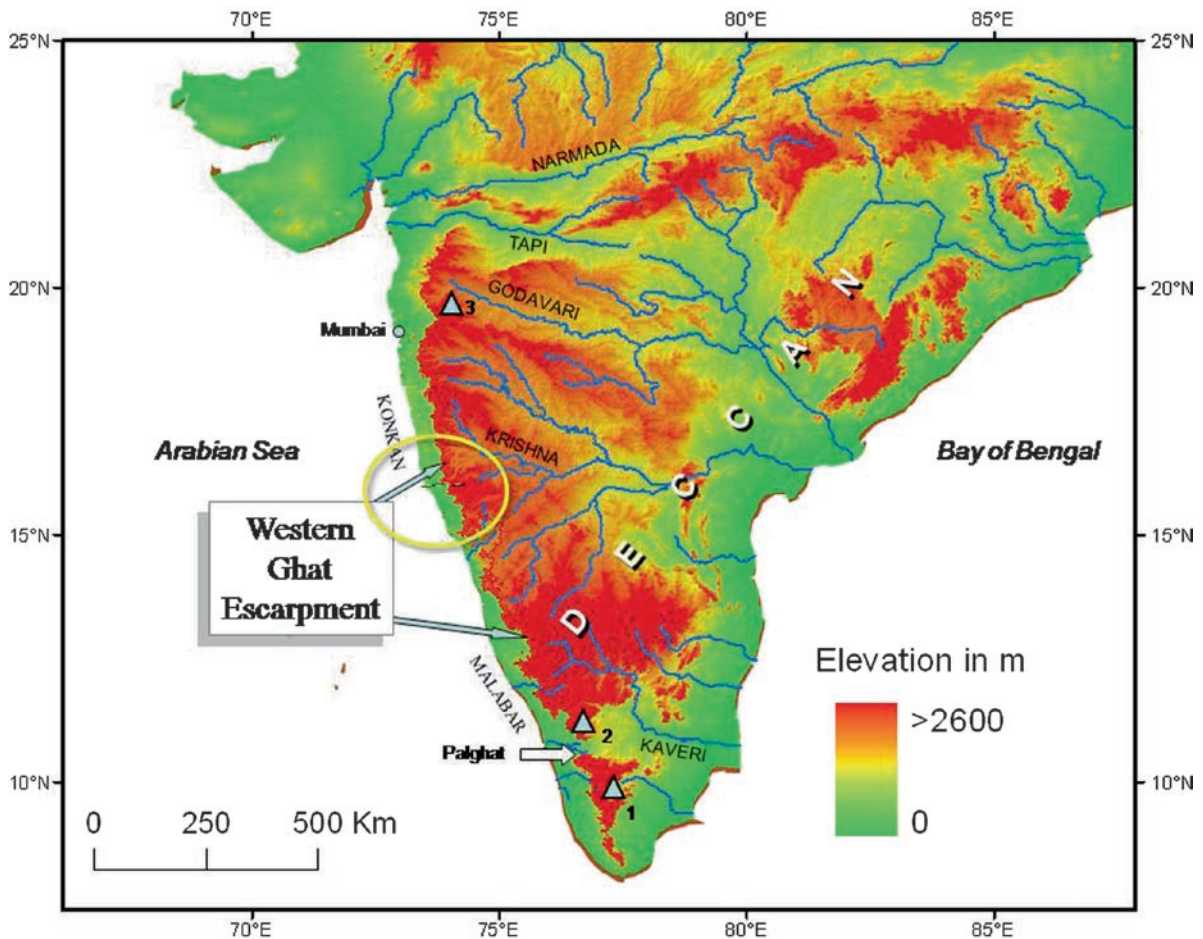 70°E 75°E 80°E 85°E
25°N 25°N
NARMADA
TAPI
20°N 20°N
GODAVARI
3
Mumbai
KONKAN
KRISHNA
Arabian Sea
Bay of Bengal
DECCAN
Western
Ghat
Escarpment
15°N 15°N
MALABAR
Elevation in m
>2600
0
2
Palghat
KAVERI
10°N 10°N
1
0 250 500 Km
70°E 75°E 80°E 85°E